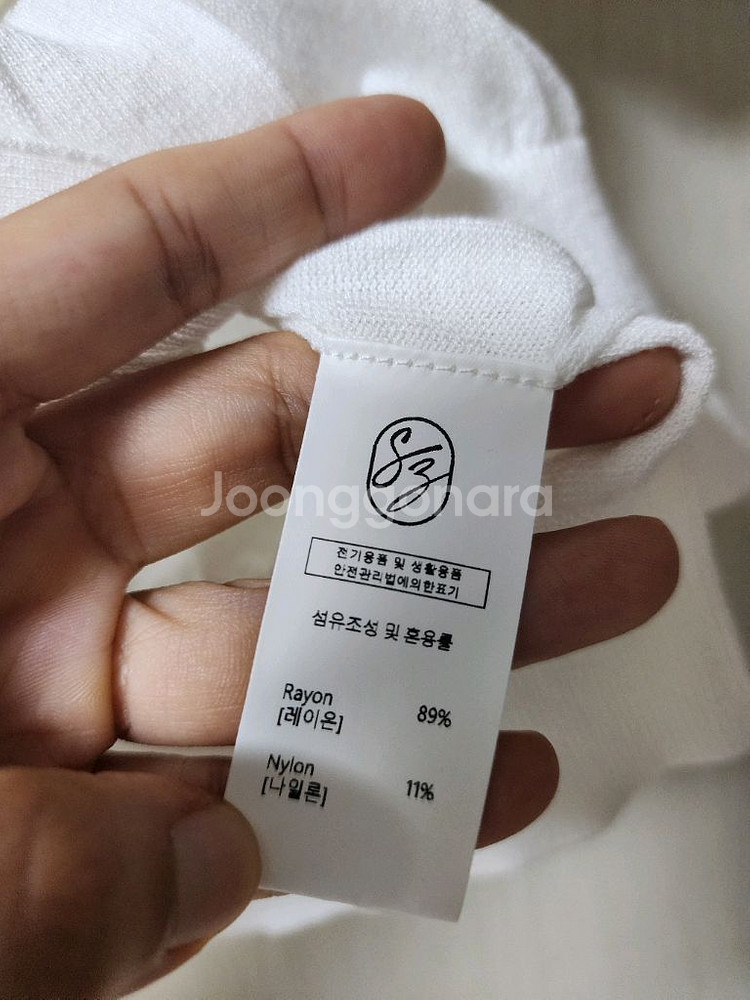 SZ
Joonggonara
전기용품 및 생활용품
안전관리법에의한표기
섬유조성 및 혼용률
Rayon
[레이온]
89%
Nylon
[나일론]
11%